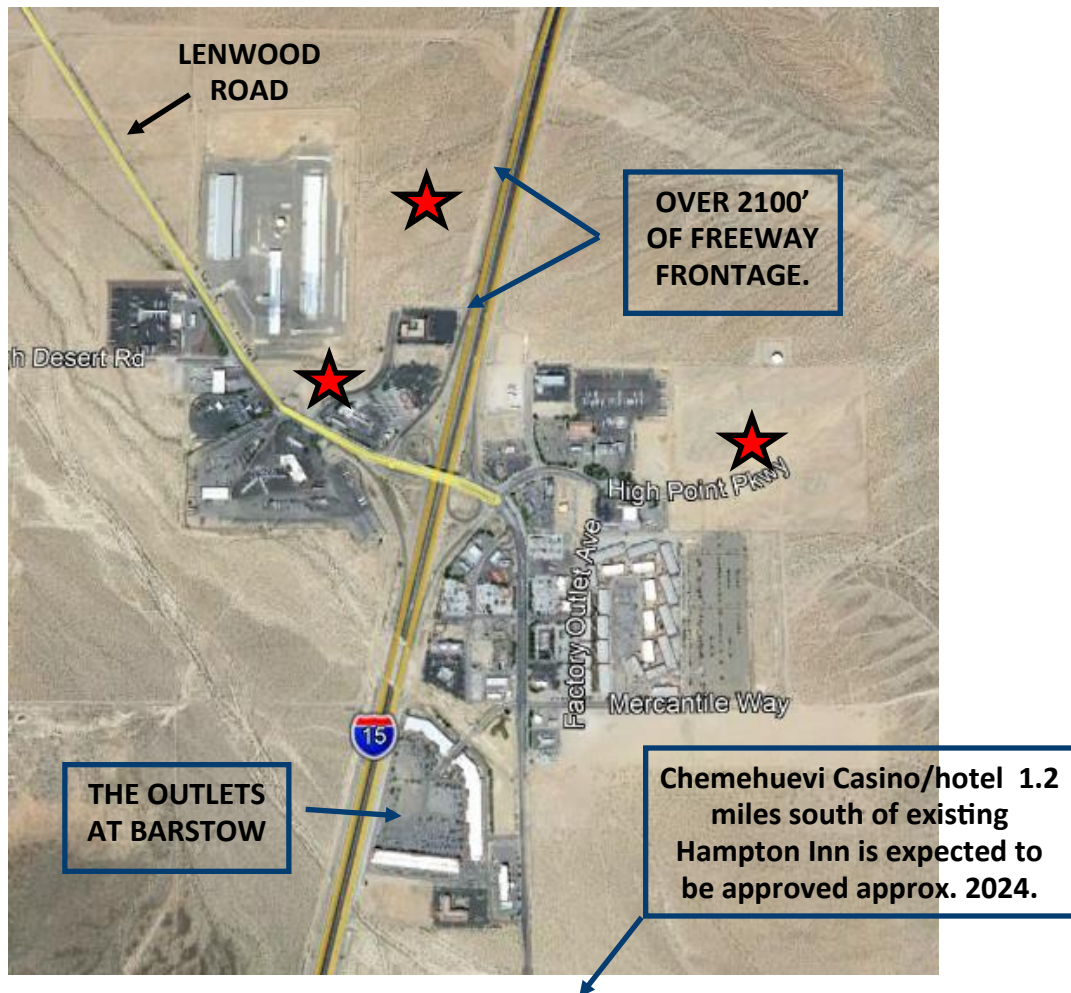 LENWOOD
ROAD
OVER 2100’
OF FREEWAY
FRONTAGE.
h Desert Rd
High Point Pkwy
Factory Outlet Ave
Mercantile Way
15
THE OUTLETS
AT BARSTOW
Chemehuevi Casino/hotel 1.2
miles south of existing
Hampton Inn is expected to
be approved approx. 2024.